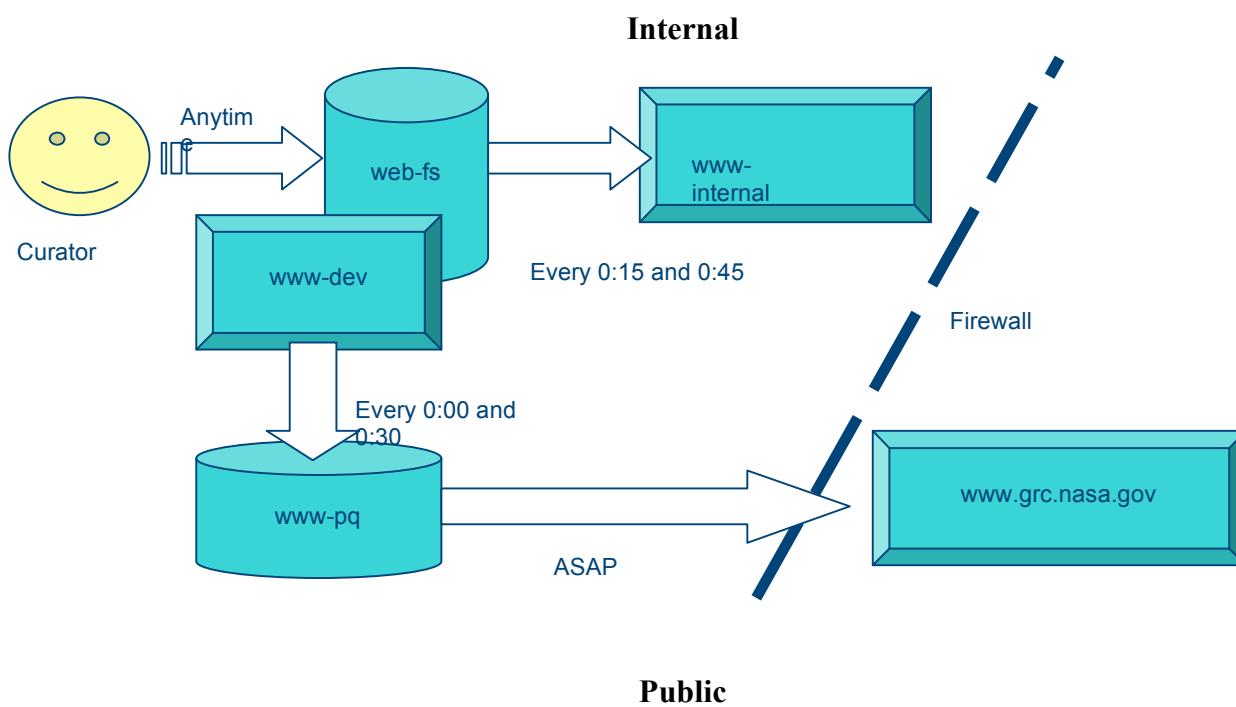 Internal
Anytim
e
web-fs
www-
internal
Curator
www-dev
Every 0:15 and 0:45
Firewall
Every 0:00 and
0:30
www-pq
www.grc.nasa.gov
ASAP
Public